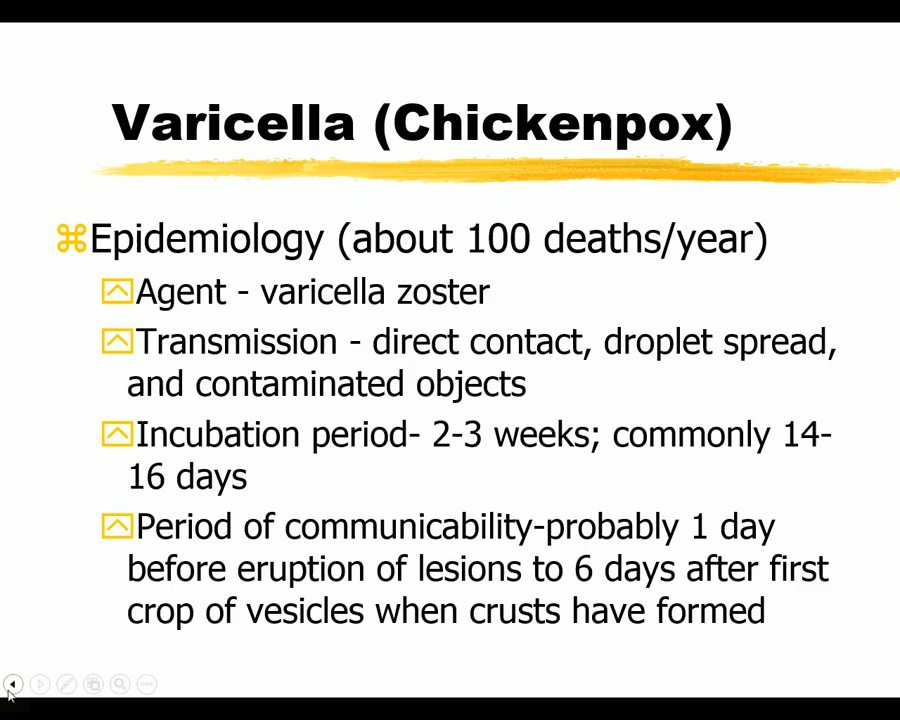 Varicella (Chickenpox)
Epidemiology (about 100 deaths/year)
Agent - varicella zoster
Transmission - direct contact, droplet spread,
and contaminated objects
Incubation period- 2-3 weeks; commonly 14-
16 days
Period of communicability-probably 1 day
before eruption of lesions to 6 days after first
crop of vesicles when crusts have formed